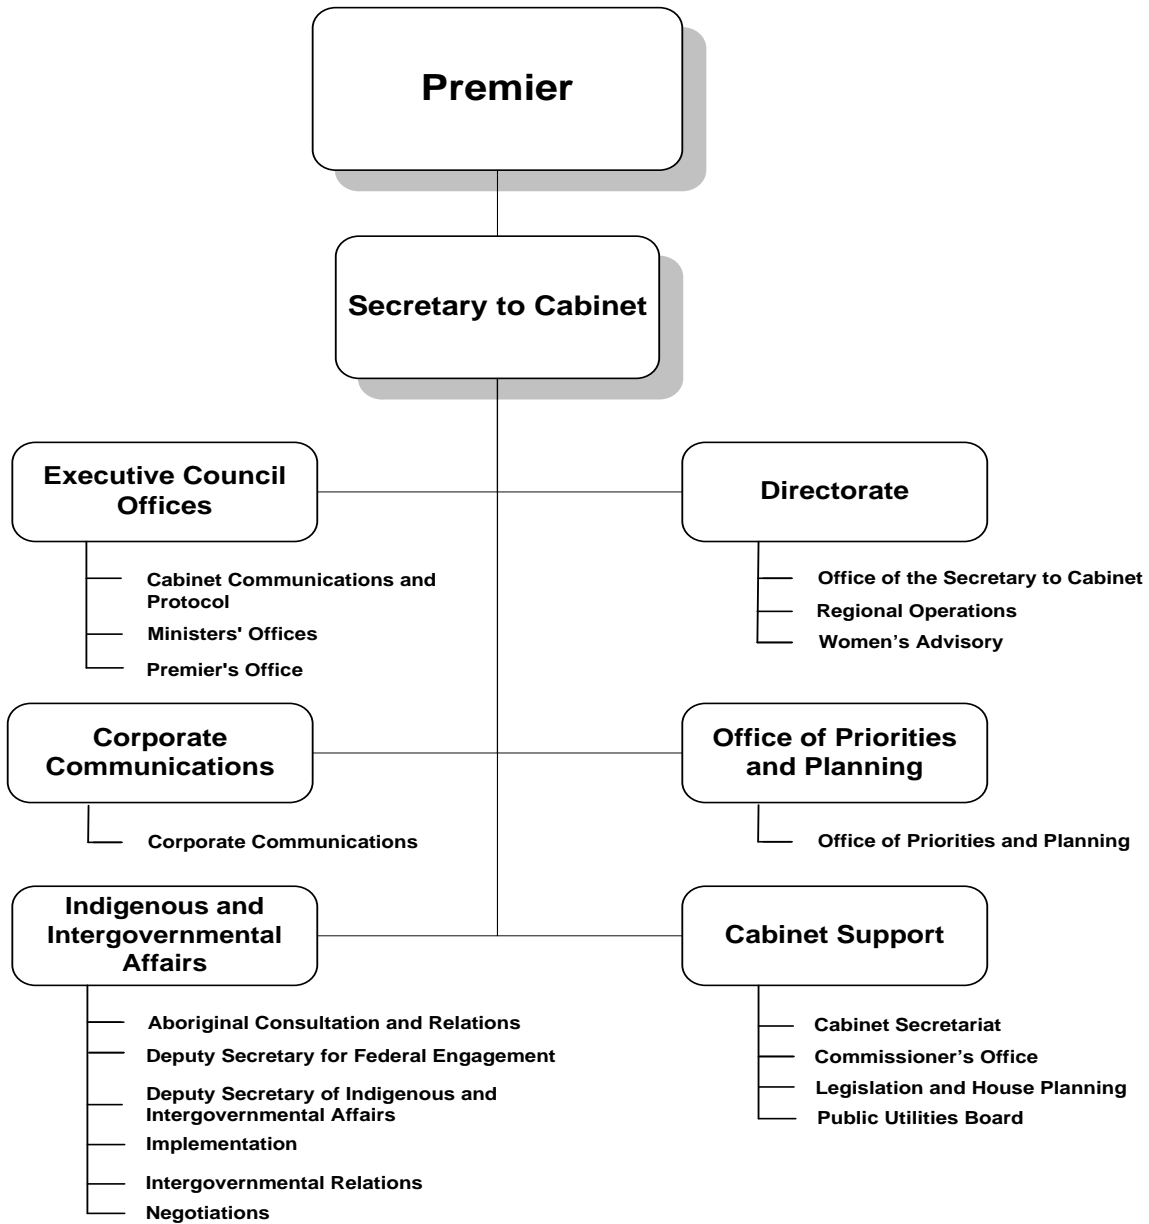 Premier
Secretary to Cabinet
Executive Council
Offices
Cabinet Communications and
Protocol
Ministers' Offices
Premier's Office
Directorate
Office of the Secretary to Cabinet
Regional Operations
Women’s Advisory
Corporate
Communications
Corporate Communications
Office of Priorities
and Planning
Office of Priorities and Planning
Indigenous and
Intergovernmental
Affairs
Aboriginal Consultation and Relations
Deputy Secretary for Federal Engagement
Deputy Secretary of Indigenous and
Intergovernmental Affairs
Implementation
Intergovernmental Relations
Negotiations
Cabinet Support
Cabinet Secretariat
Commissioner’s Office
Legislation and House Planning
Public Utilities Board